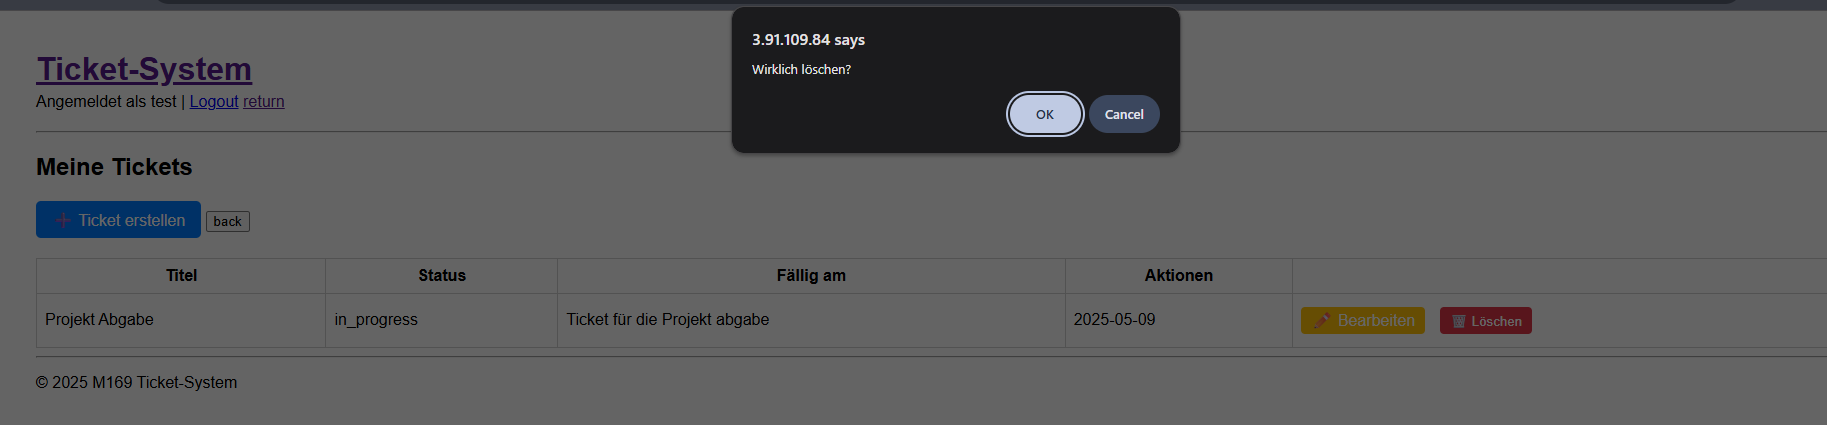 3.91.109.84 says
Wirklich löschen?
OK Cancel
Ticket-System
Angemeldet als test | Logout return
Meine Tickets
➕ Ticket erstellen back
Titel Status Fällig am Aktionen
Projekt Abgabe in_progress Ticket für die Projekt abgabe 2025-05-09 ✏️ Bearbeiten 🗑️ Löschen
© 2025 M169 Ticket-System